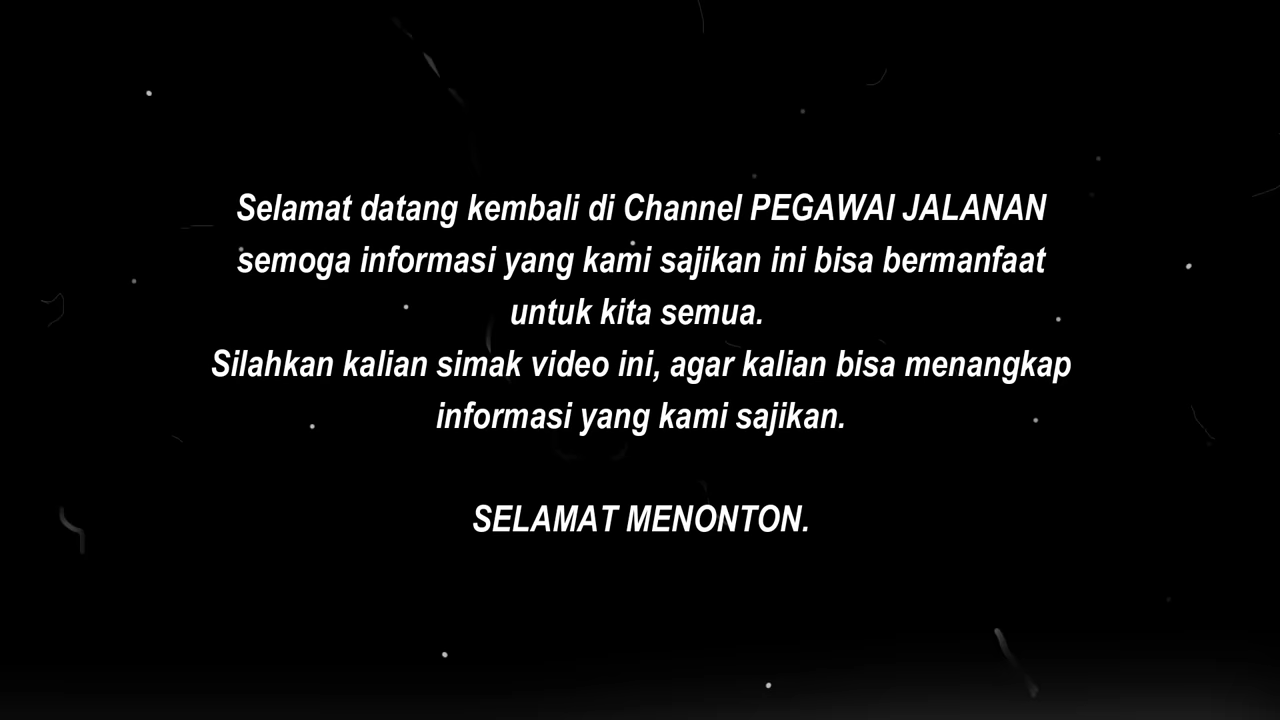 Selamat datang kembali di Channel PEGAWAI JALANAN
semoga informasi yang kami sajikan ini bisa bermanfaat
untuk kita semua.
Silahkan kalian simak video ini, agar kalian bisa menangkap
informasi yang kami sajikan.
SELAMAT MENONTON.